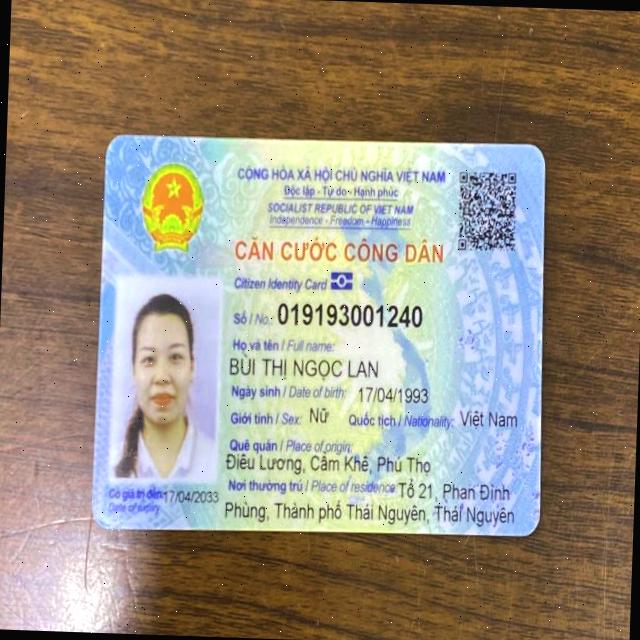 CỘNG HÒA XÃ HỘI CHỦ NGHĨA VIỆT NAM
Độc lập - Tự do - Hạnh phúc
SOCIALIST REPUBLIC OF VIET NAM
Independence - Freedom - Happiness
CĂN CƯỚC CÔNG DÂN
Citizen Identity Card
Số / No.: 019193001240
Họ và tên / Full name:
BÙI THỊ NGỌC LAN
Ngày sinh / Date of birth: 17/04/1993
Giới tính / Sex: Nữ Quốc tịch / Nationality: Việt Nam
Quê quán / Place of origin:
Điêu Lương, Cẩm Khê, Phú Thọ
Nơi thường trú / Place of residence: Tổ 21, Phan Đình
Phùng, Thành phố Thái Nguyên, Thái Nguyên
Có giá trị đến: 17/04/2033
Date of expiry